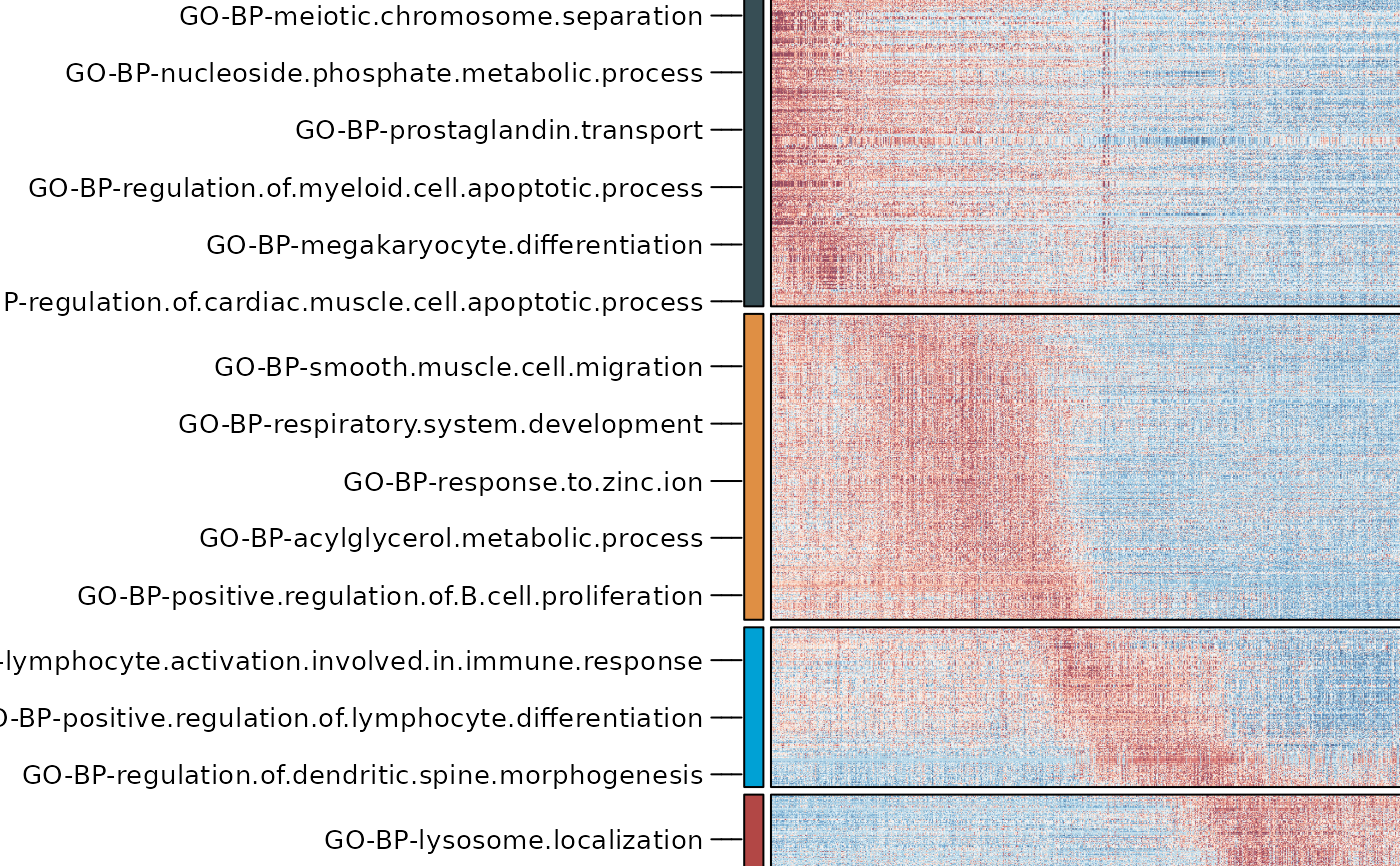 GO-BP-meiotic.chromosome.separation
GO-BP-nucleoside.phosphate.metabolic.process
GO-BP-prostaglandin.transport
GO-BP-regulation.of.myeloid.cell.apoptotic.process
GO-BP-megakaryocyte.differentiation
P-regulation.of.cardiac.muscle.cell.apoptotic.process
GO-BP-smooth.muscle.cell.migration
GO-BP-respiratory.system.development
GO-BP-response.to.zinc.ion
GO-BP-acylglycerol.metabolic.process
GO-BP-positive.regulation.of.B.cell.proliferation
-lymphocyte.activation.involved.in.immune.response
O-BP-positive.regulation.of.lymphocyte.differentiation
GO-BP-regulation.of.dendritic.spine.morphogenesis
GO-BP-lysosome.localization